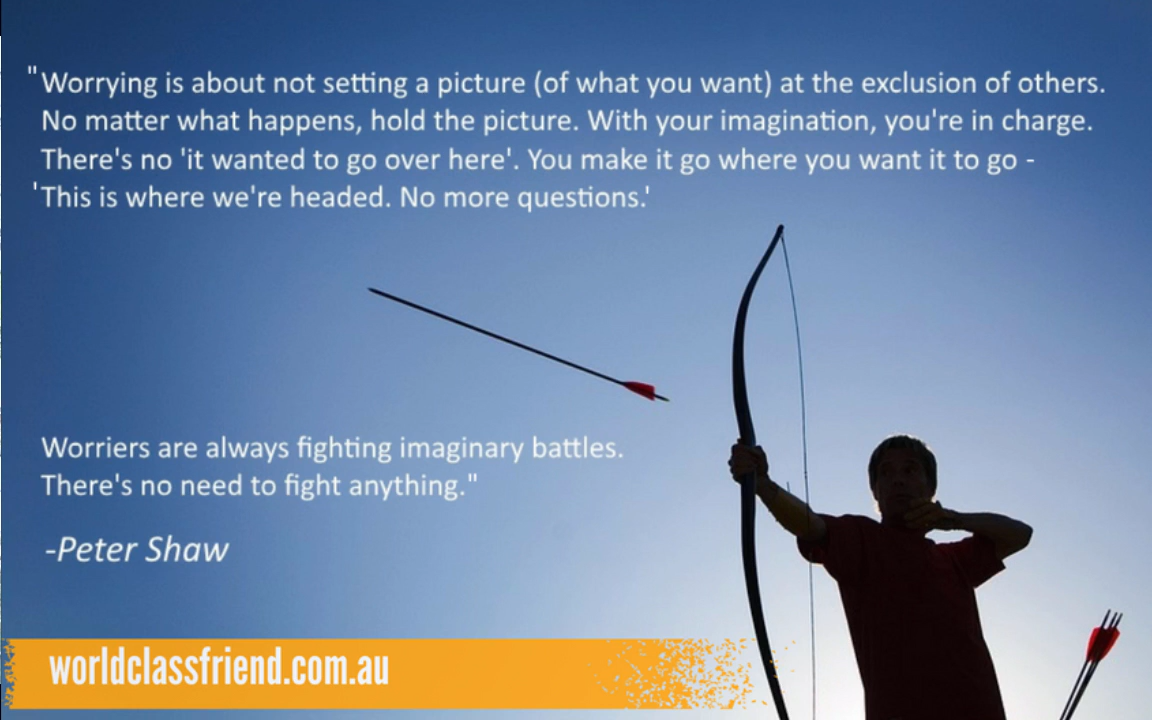 "Worrying is about not setting a picture (of what you want) at the exclusion of others.
No matter what happens, hold the picture. With your imagination, you're in charge.
There's no 'it wanted to go over here'. You make it go where you want it to go -
'This is where we're headed. No more questions.'
Worriers are always fighting imaginary battles.
There's no need to fight anything."
-Peter Shaw
worldclassfriend.com.au